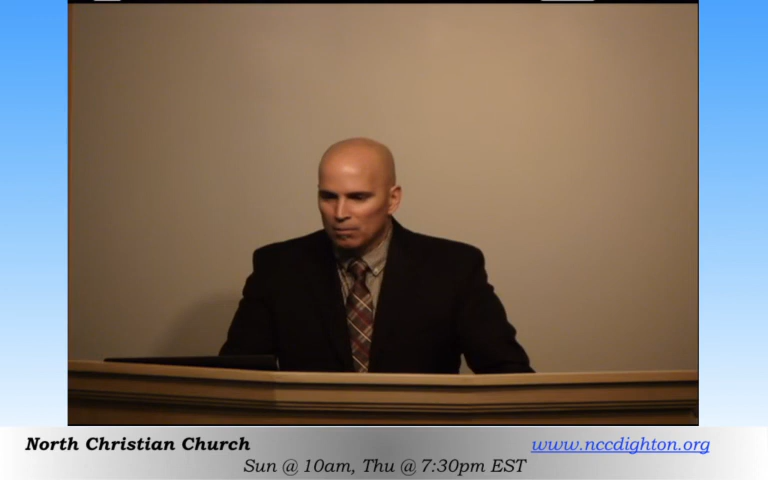 North Christian Church
www.nccdighton.org
Sun @ 10am, Thu @ 7:30pm EST